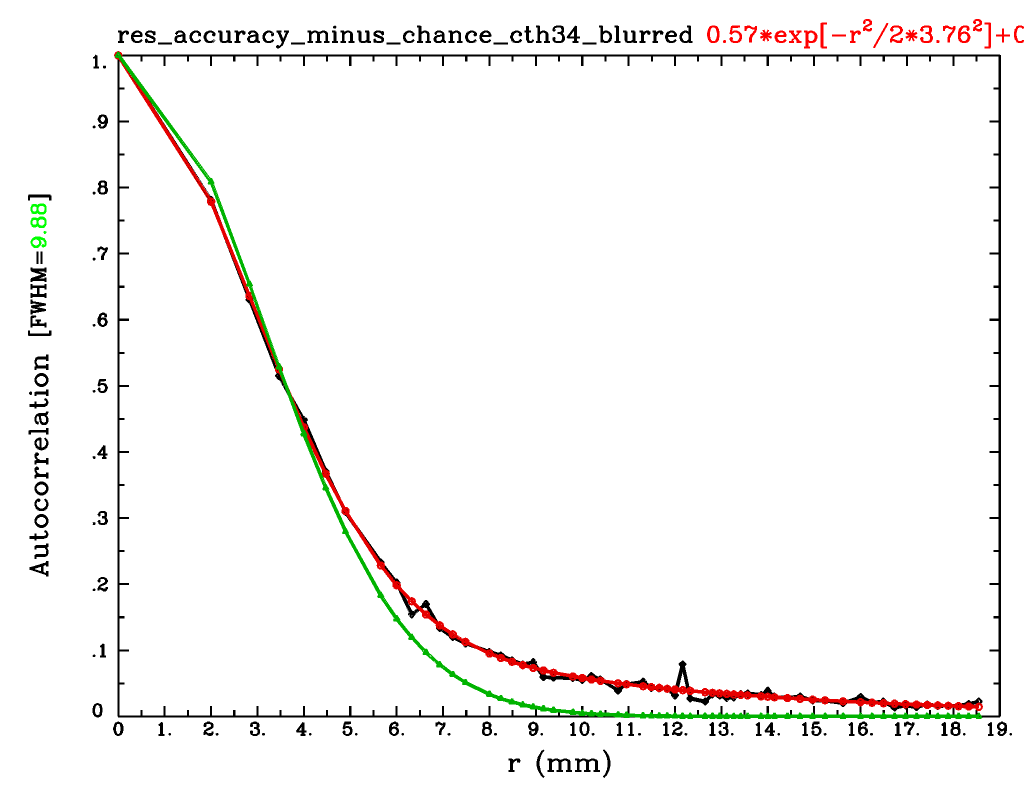 res_accuracy_minus_chance_cth34_blurred 0.57*exp[-r²/2*3.76²]+0
1.
.9
.8
.7
.6
.5
.4
.3
.2
.1
0
Autocorrelation [FWHM=9.88]
0 1. 2. 3. 4. 5. 6. 7. 8. 9. 10. 11. 12. 13. 14. 15. 16. 17. 18. 19.
r (mm)